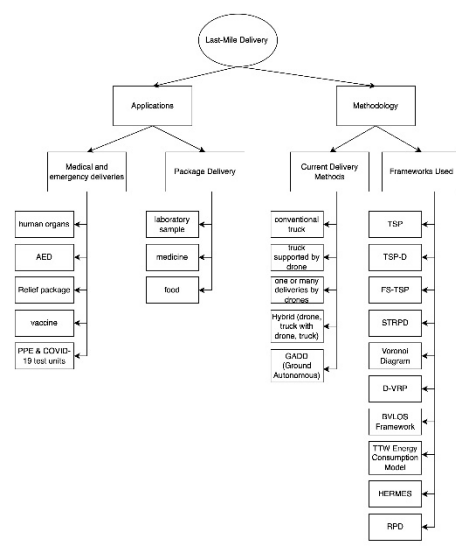 Last-Mile Delivery
Applications
Methodology
Medical and
emergency deliveries
Package Delivery
Current Delivery
Methods
Frameworks Used
human organs
AED
Relief package
vaccine
PPE & COVID-
19 test units
laboratory
sample
medicine
food
conventional
truck
truck
supported by
drone
one or many
deliveries by
drones
Hybrid (drone,
truck with
drone, truck)
GADD
(Ground
Autonomous)
TSP
TSP-D
FS-TSP
STRPD
Voronoi
Diagram
D-VRP
BVLOS
Framework
TTW Energy
Consumption
Model
HERMES
RPD